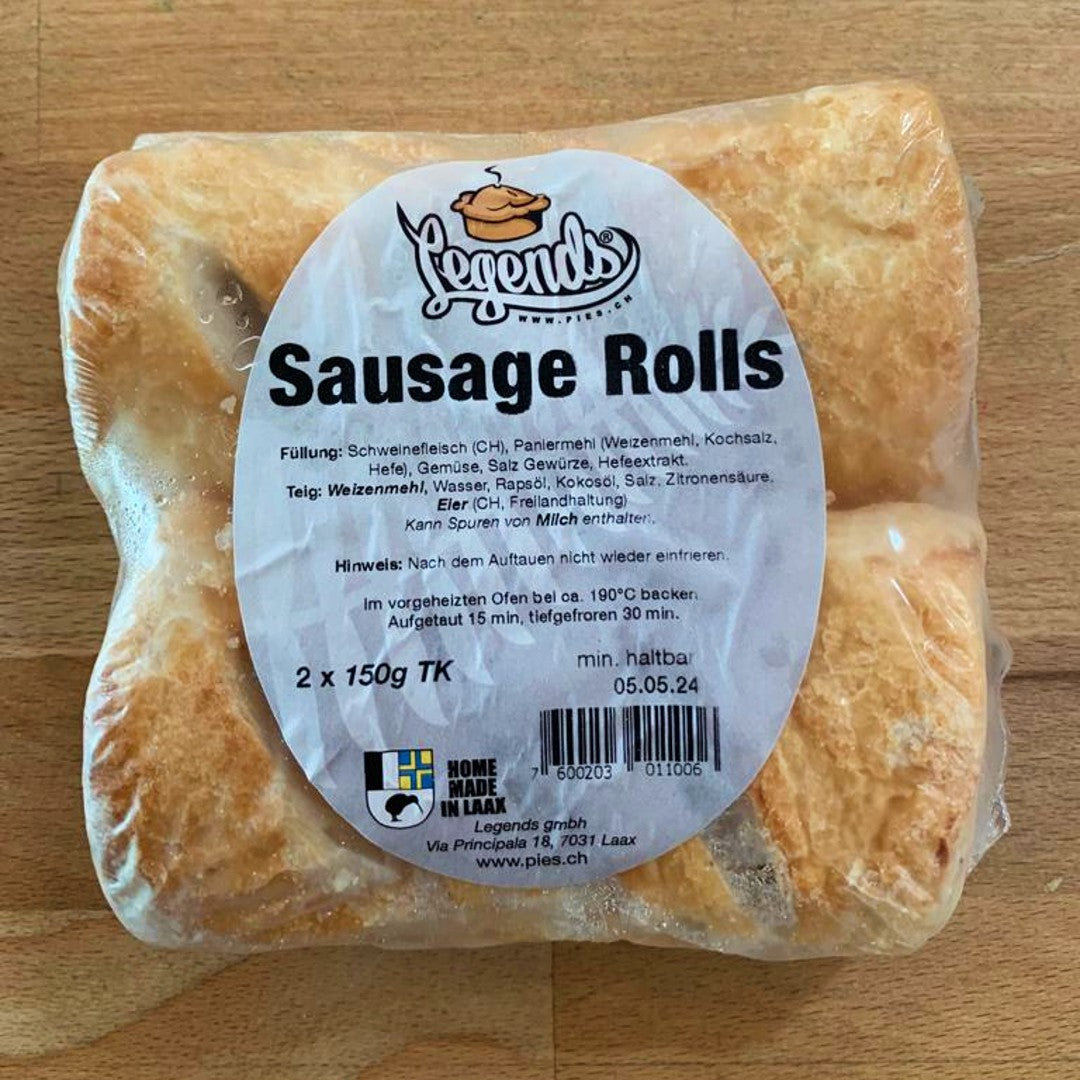 Legends®
WWW.PIES.CH
Sausage Rolls
Füllung: Schweinefleisch (CH), Paniermehl (Weizenmehl, Kochsalz,
Hefe), Gemüse, Salz Gewürze, Hefeextrakt.
Teig: Weizenmehl, Wasser, Rapsöl, Kokosöl, Salz, Zitronensäure,
Eier (CH, Freilandhaltung)
Kann Spuren von Milch enthalten.
Hinweis: Nach dem Auftauen nicht wieder einfrieren.
Im vorgeheizten Ofen bei ca. 190°C backen
Aufgetaut 15 min, tiefgefroren 30 min.
2 x 150g TK
min. haltbar
05.05.24
7 600203 011006
HOME
MADE
IN LAAX
Legends gmbh
Via Principala 18, 7031 Laax
www.pies.ch